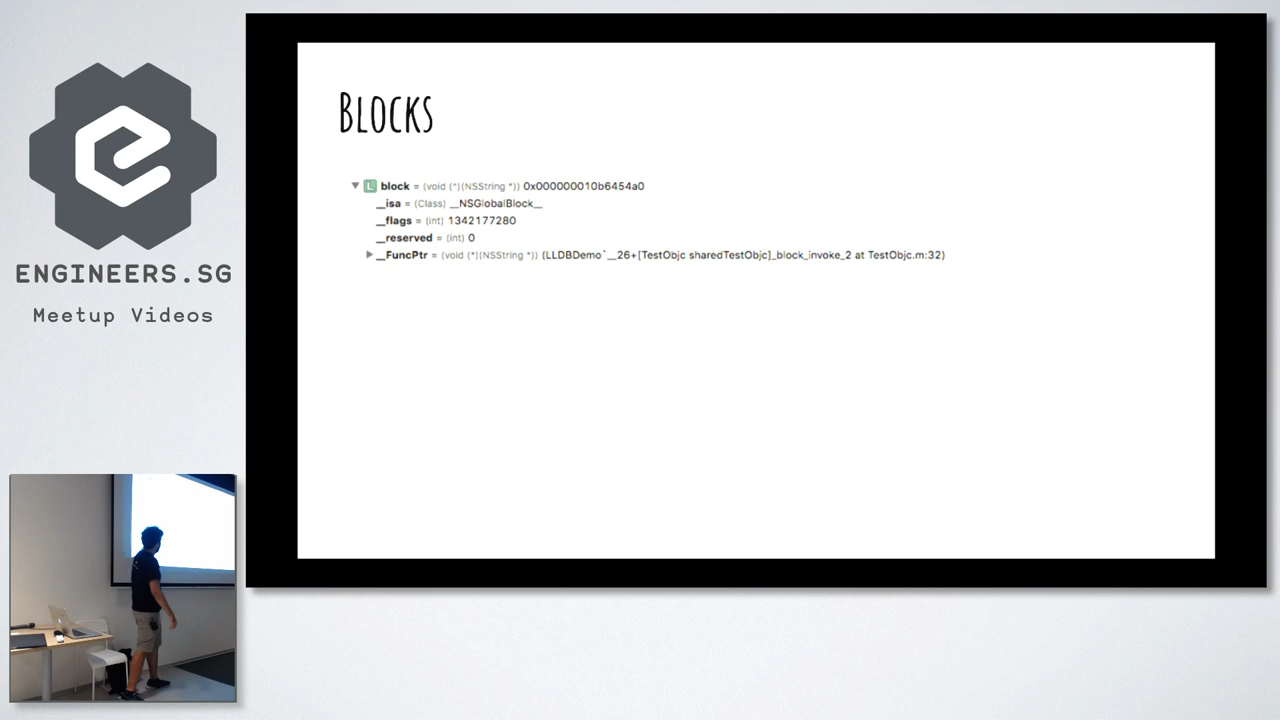 ENGINEERS.SG
Meetup Videos
BLOCKS
L block = (void (^)(NSString *)) 0x000000010b6454a0
__isa = (Class) __NSGlobalBlock__
__flags = (int) 1342177280
__reserved = (int) 0
__FuncPtr = (void (*)(NSString *)) (LLDBDemo`__26+[TestObjc sharedTestObjc]_block_invoke_2 at TestObjc.m:32)